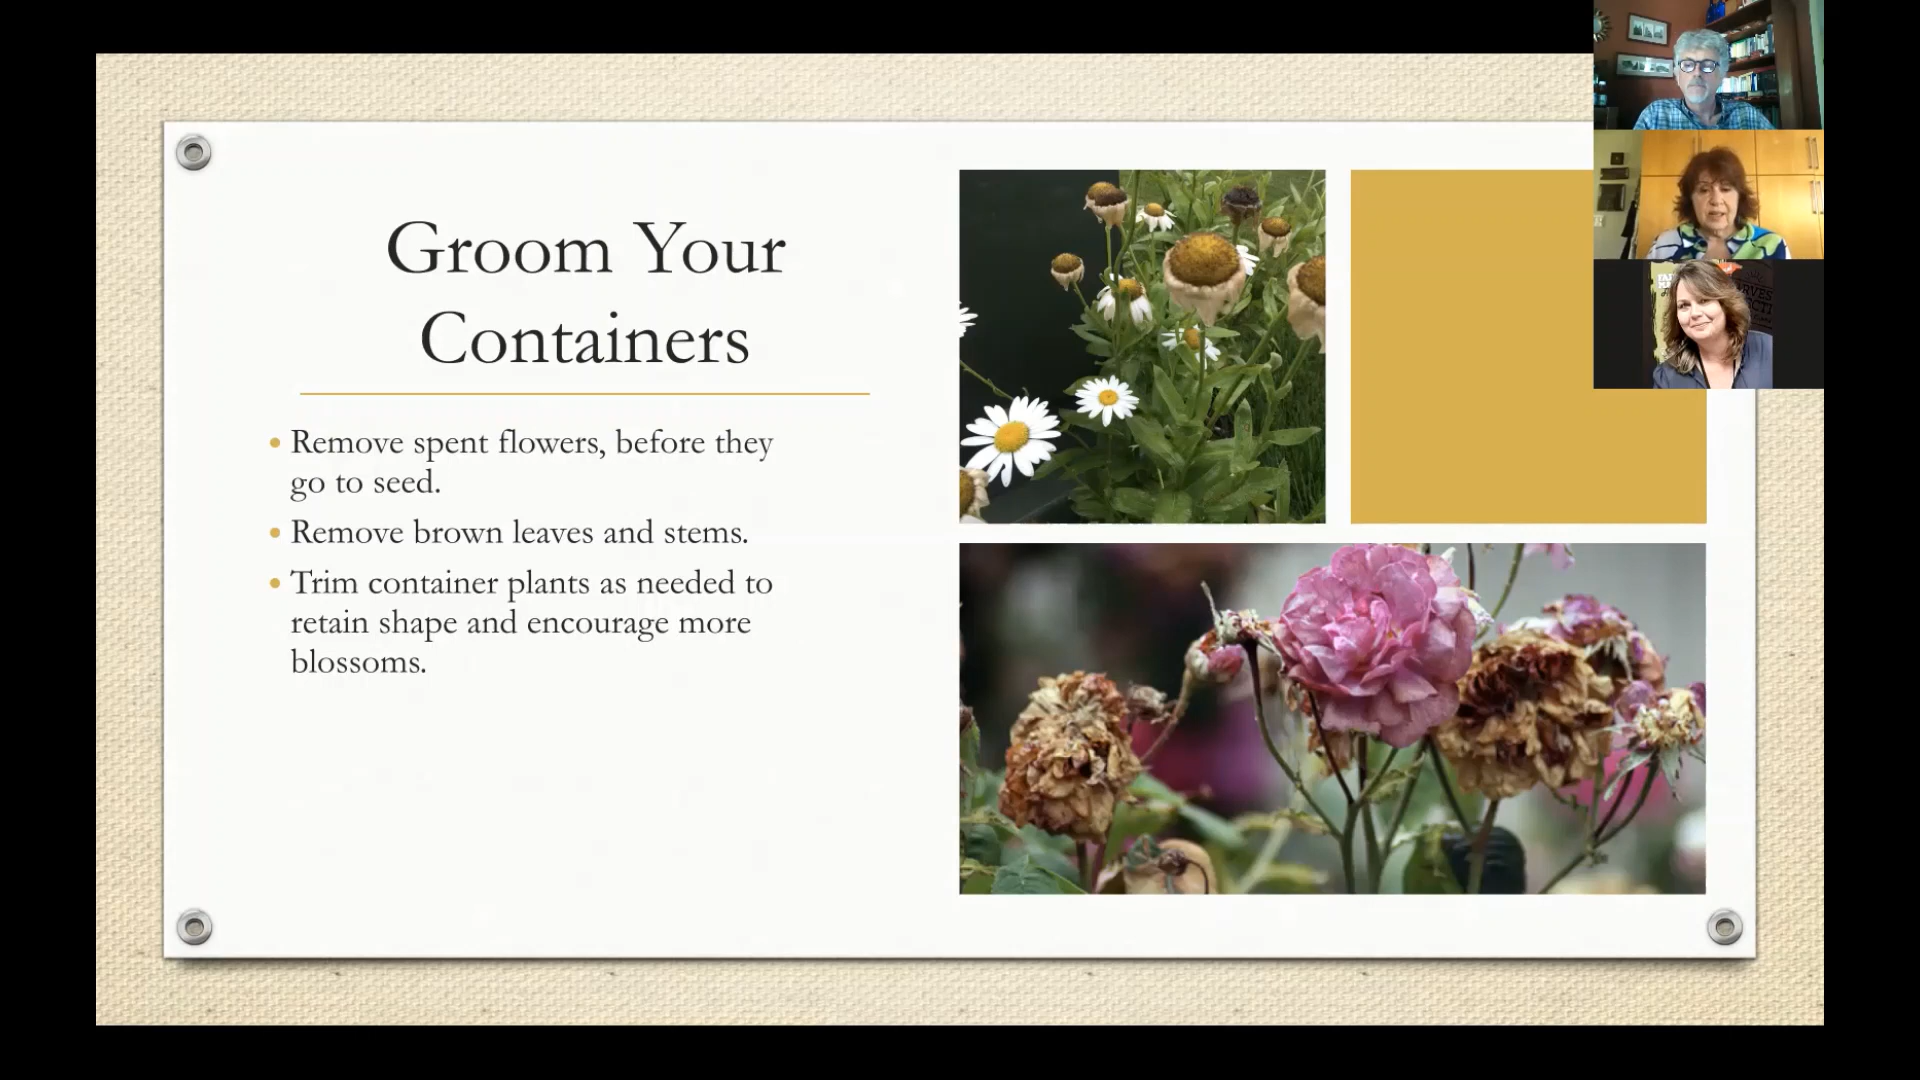 Groom Your
Containers
• Remove spent flowers, before they
go to seed.
• Remove brown leaves and stems.
• Trim container plants as needed to
retain shape and encourage more
blossoms.